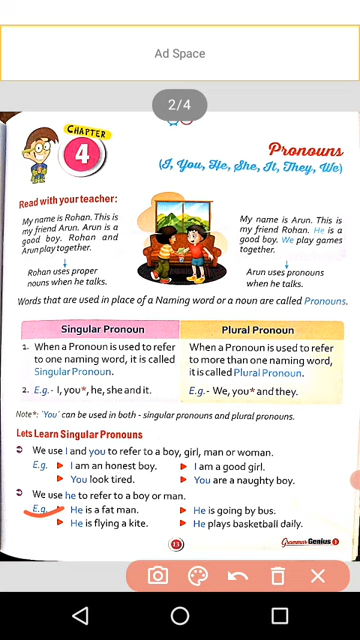 Ad Space
2/4
CHAPTER
4
Pronouns
(I, You, He, She, It, They, We)
Read with your teacher:
My name is Rohan. This is
my friend Arun. Arun is a
good boy. Rohan and
Arun play together.
Rohan uses proper
nouns when he talks.
My name is Arun. This is
my friend Rohan. He is a
good boy. We play games
together.
Arun uses pronouns
when he talks.
Words that are used in place of a Naming word or a noun are called Pronouns.
Singular Pronoun
1. When a Pronoun is used to refer
to one naming word, it is called
Singular Pronoun.
2. E.g.- I, you*, he, she and it.
Plural Pronoun
When a Pronoun is used to refer
to more than one naming word,
it is called Plural Pronoun.
E.g.- We, you* and they.
Note*: 'You' can be used in both - singular pronouns and plural pronouns.
Lets Learn Singular Pronouns
We use I and you to refer to a boy, girl, man or woman.
E.g. I am an honest boy. I am a good girl.
You look tired. You are a naughty boy.
We use he to refer to a boy or man.
E.g. He is a fat man. He is going by bus.
He is flying a kite. He plays basketball daily.
13
Grammar Genius 1